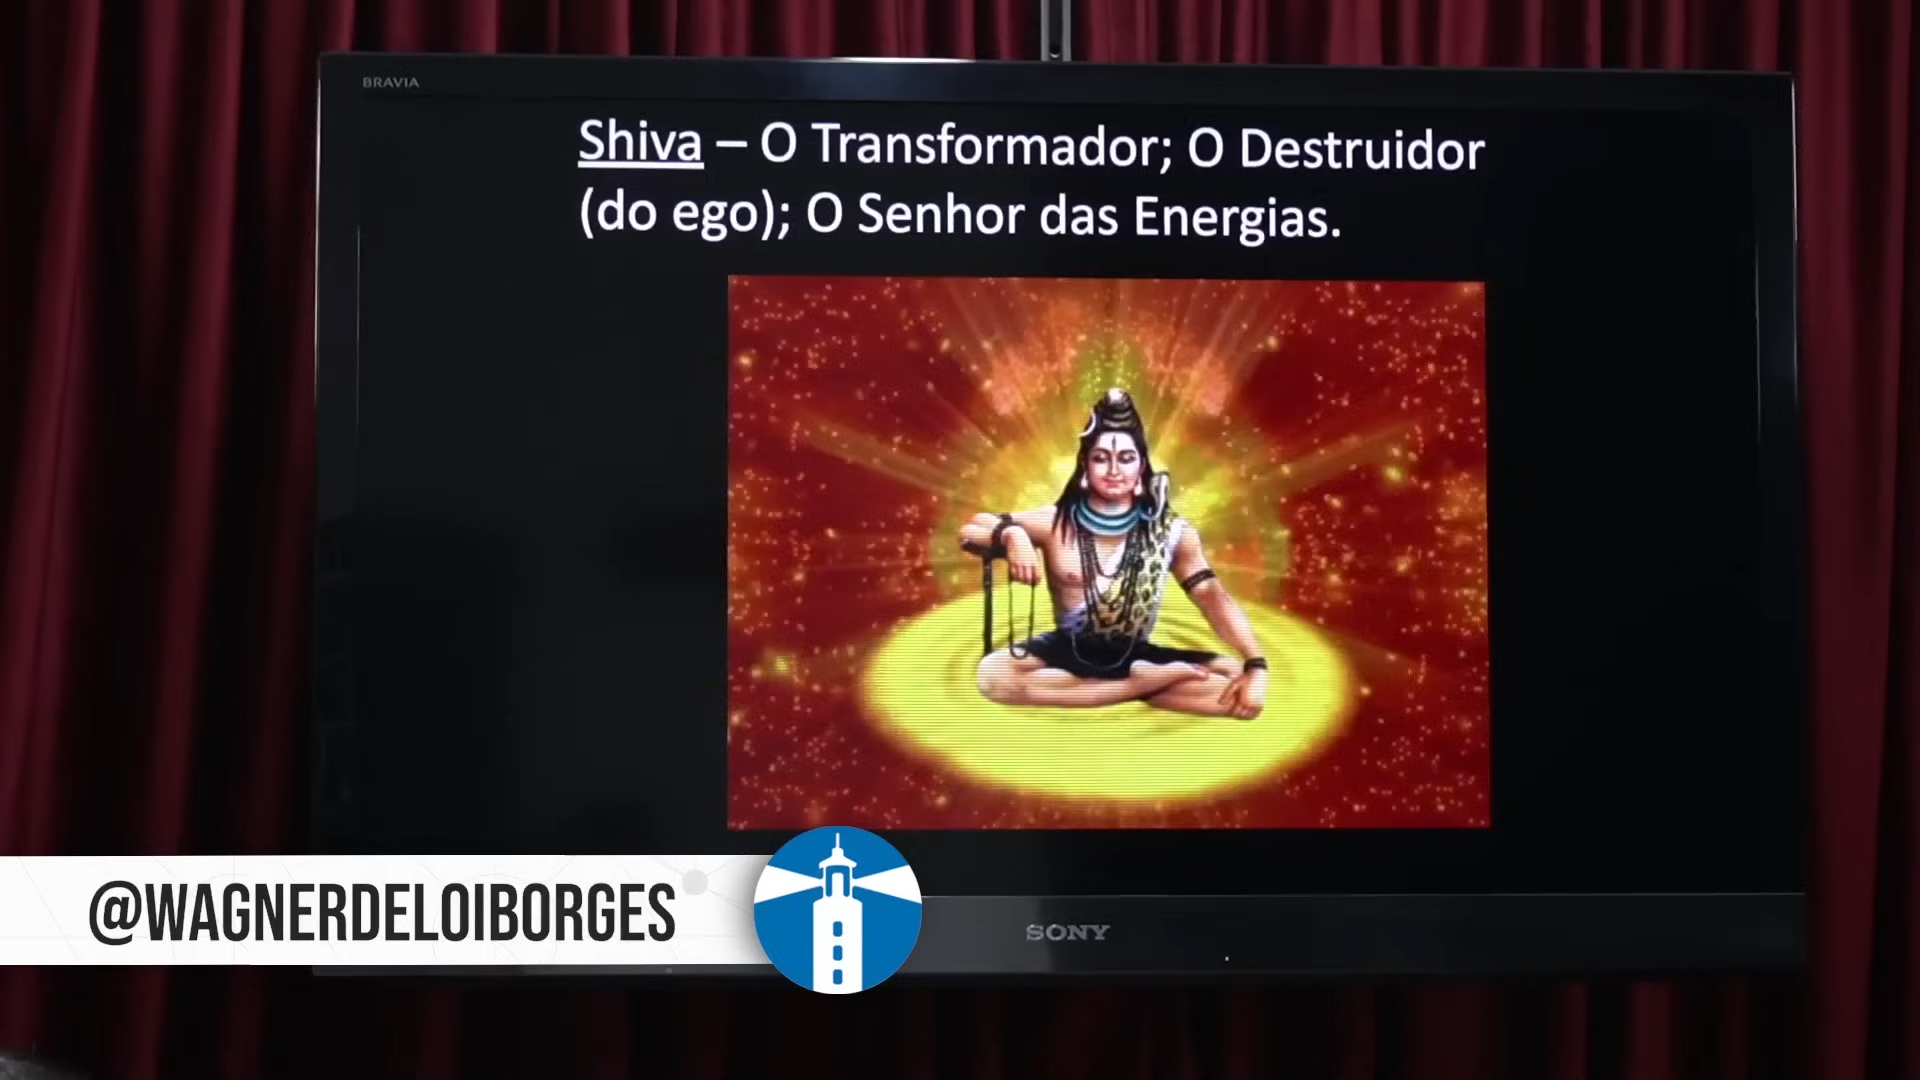 BRAVIA
Shiva – O Transformador; O Destruidor
(do ego); O Senhor das Energias.
@WAGNERDELOIBORGES
SONY